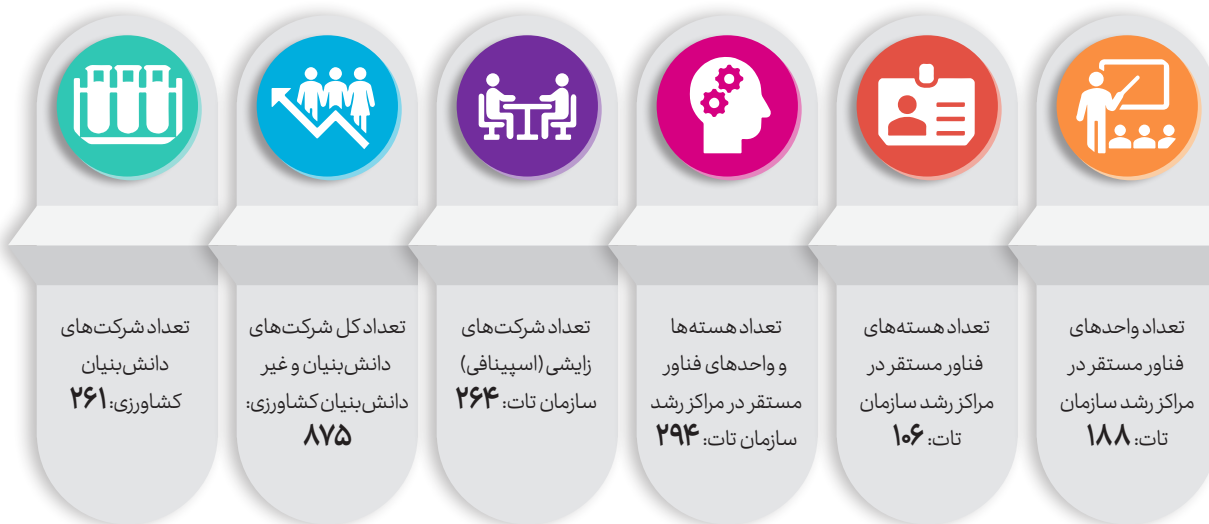 تعداد واحدهای
فناور مستقر در
مراکز رشد سازمان
تات: ۱۸۸
تعداد هسته‌های
فناور مستقر در
مراکز رشد سازمان
تات: ۱۰۶
تعداد هسته‌ها
و واحدهای فناور
مستقر در مراکز رشد
سازمان تات: ۲۹۴
تعداد شرکت‌های
زایشی (اسپینافی)
سازمان تات: ۲۶۴
تعداد کل شرکت‌های
دانش‌بنیان و غیر
دانش‌بنیان کشاورزی:
۸۷۵
تعداد شرکت‌های
دانش‌بنیان
کشاورزی: ۲۶۱